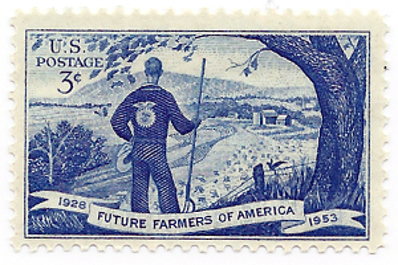 U.S.
POSTAGE
3¢
1928
FUTURE FARMERS OF AMERICA
1953